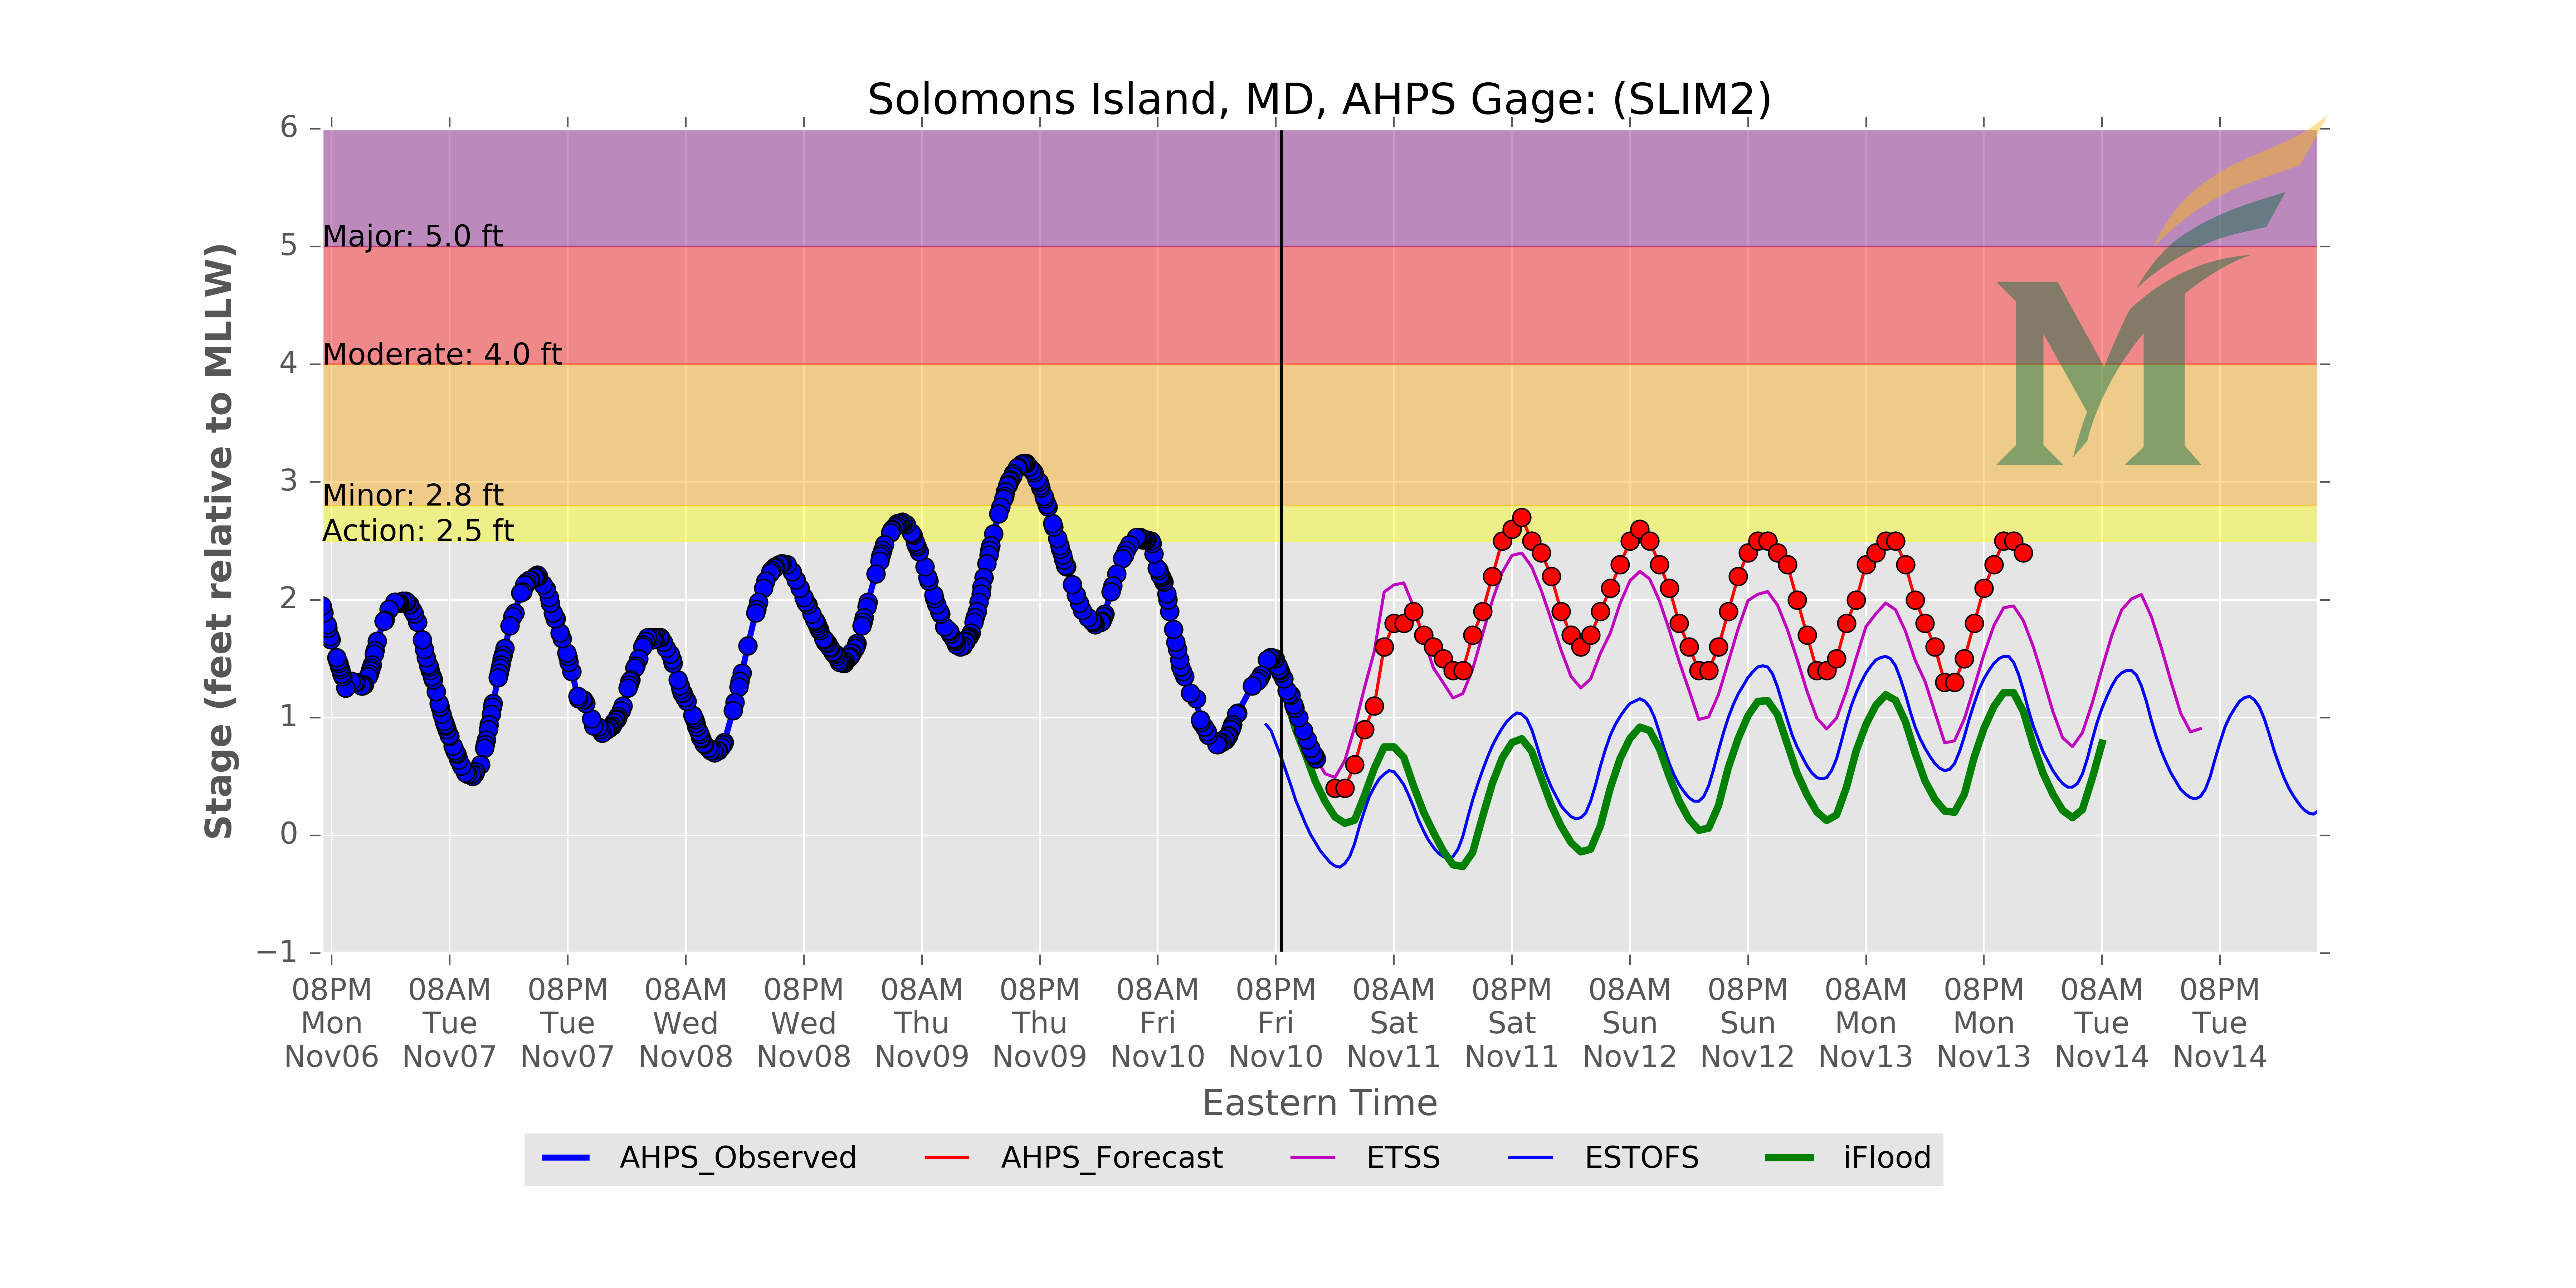 Solomons Island, MD, AHPS Gage: (SLIM2)
Stage (feet relative to MLLW)
6
5
4
3
2
1
0
−1
Major: 5.0 ft
Moderate: 4.0 ft
Minor: 2.8 ft
Action: 2.5 ft
M
08PM 08AM 08PM 08AM 08PM 08AM 08PM 08AM 08PM 08AM 08PM 08AM 08PM 08AM 08PM 08AM 08PM
Mon Tue Tue Wed Wed Thu Thu Fri Fri Sat Sat Sun Sun Mon Mon Tue Tue
Nov06 Nov07 Nov07 Nov08 Nov08 Nov09 Nov09 Nov10 Nov10 Nov11 Nov11 Nov12 Nov12 Nov13 Nov13 Nov14 Nov14
Eastern Time
AHPS_Observed AHPS_Forecast ETSS ESTOFS iFlood